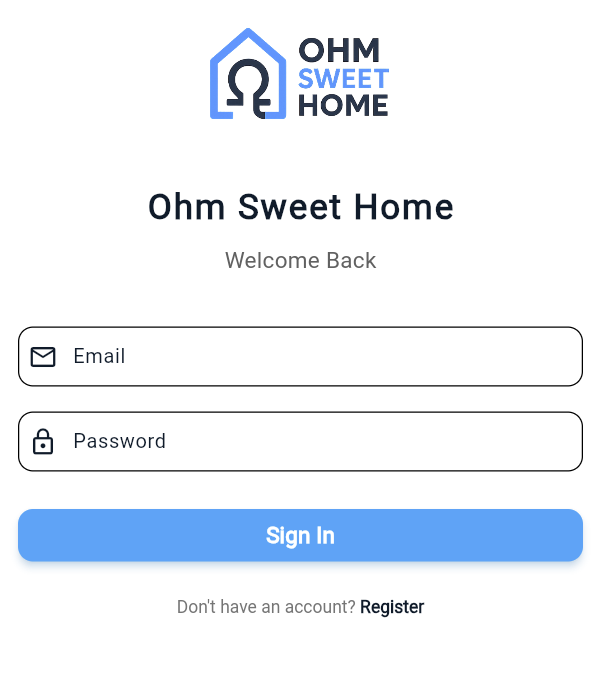 OHM
SWEET
HOME
Ohm Sweet Home
Welcome Back
Email
Password
Sign In
Don't have an account? Register